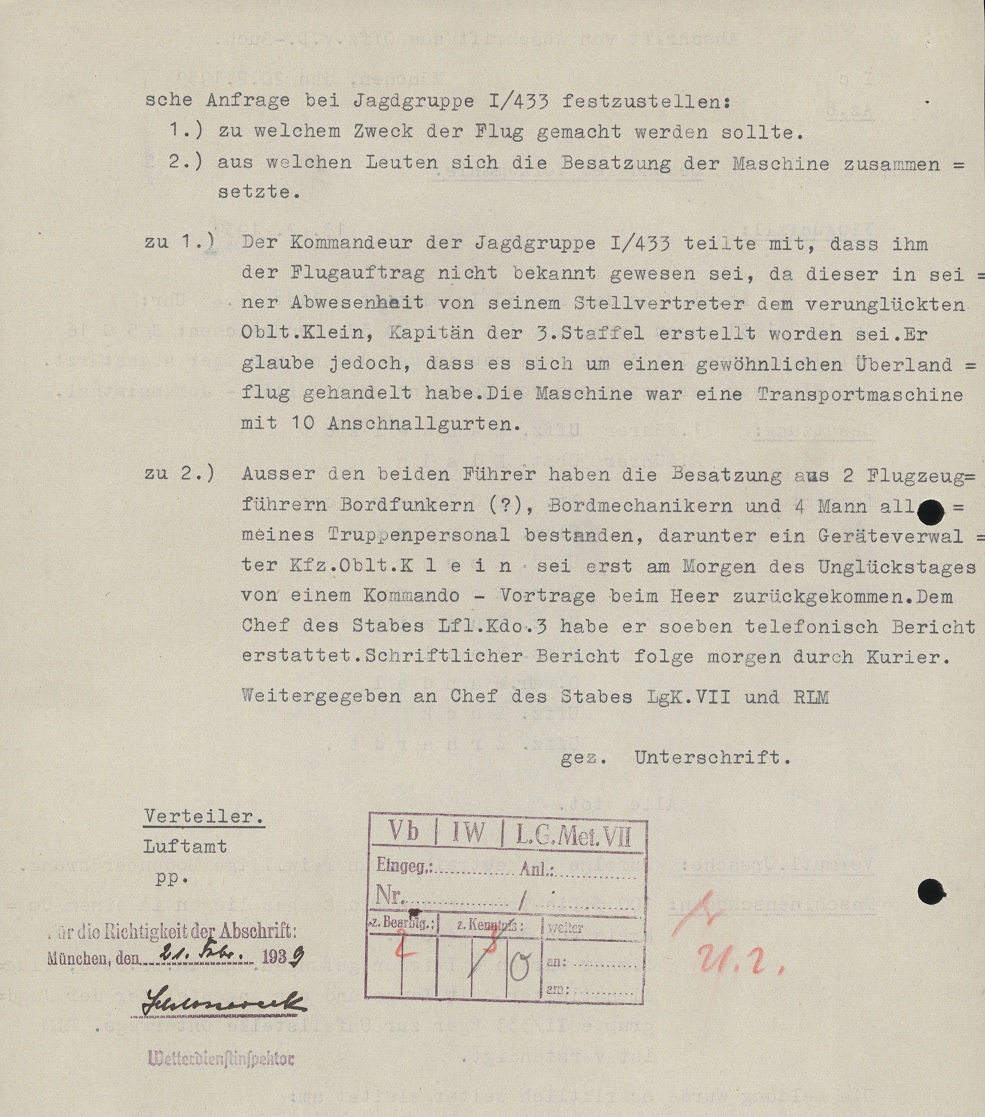 sche Anfrage bei Jagdgruppe I/433 festzustellen:
1.) zu welchem Zweck der Flug gemacht werden sollte.
2.) aus welchen Leuten sich die Besatzung der Maschine zusammen =
setzte.
zu 1.) Der Kommandeur der Jagdgruppe I/433 teilte mit, dass ihm
der Flugauftrag nicht bekannt gewesen sei, da dieser in sei =
ner Abwesenheit von seinem Stellvertreter dem verunglückten
Oblt.Klein, Kapitän der 3.Staffel erstellt worden sei.Er
glaube jedoch, dass es sich um einen gewöhnlichen Überland =
flug gehandelt habe.Die Maschine war eine Transportmaschine
mit 10 Anschnallgurten.
zu 2.) Ausser den beiden Führer haben die Besatzung aus 2 Flugzeug=
führern Bordfunkern (?), Bordmechanikern und 4 Mann all =
meines Truppenpersonal bestanden, darunter ein Geräteverwal =
ter Kfz.Oblt.K l e i n sei erst am Morgen des Unglückstages
von einem Kommando - Vortrage beim Heer zurückgekommen.Dem
Chef des Stabes Lfl.Kdo.3 habe er soeben telefonisch Bericht
erstattet.Schriftlicher Bericht folge morgen durch Kurier.
Weitergegeben an Chef des Stabes LgK.VII und RLM
gez. Unterschrift.
Verteiler.
Luftamt
pp.
Vb | IW | L.G.Met.VII
Eingeg.: Anl.:
Nr. /
z. Bearbtg.: z. Kenntnis: weiter
an:
am:
für die Richtigkeit der Abschrift:
München, den 21. Febr. 1939
21.2.
Wetterdienstinspektor